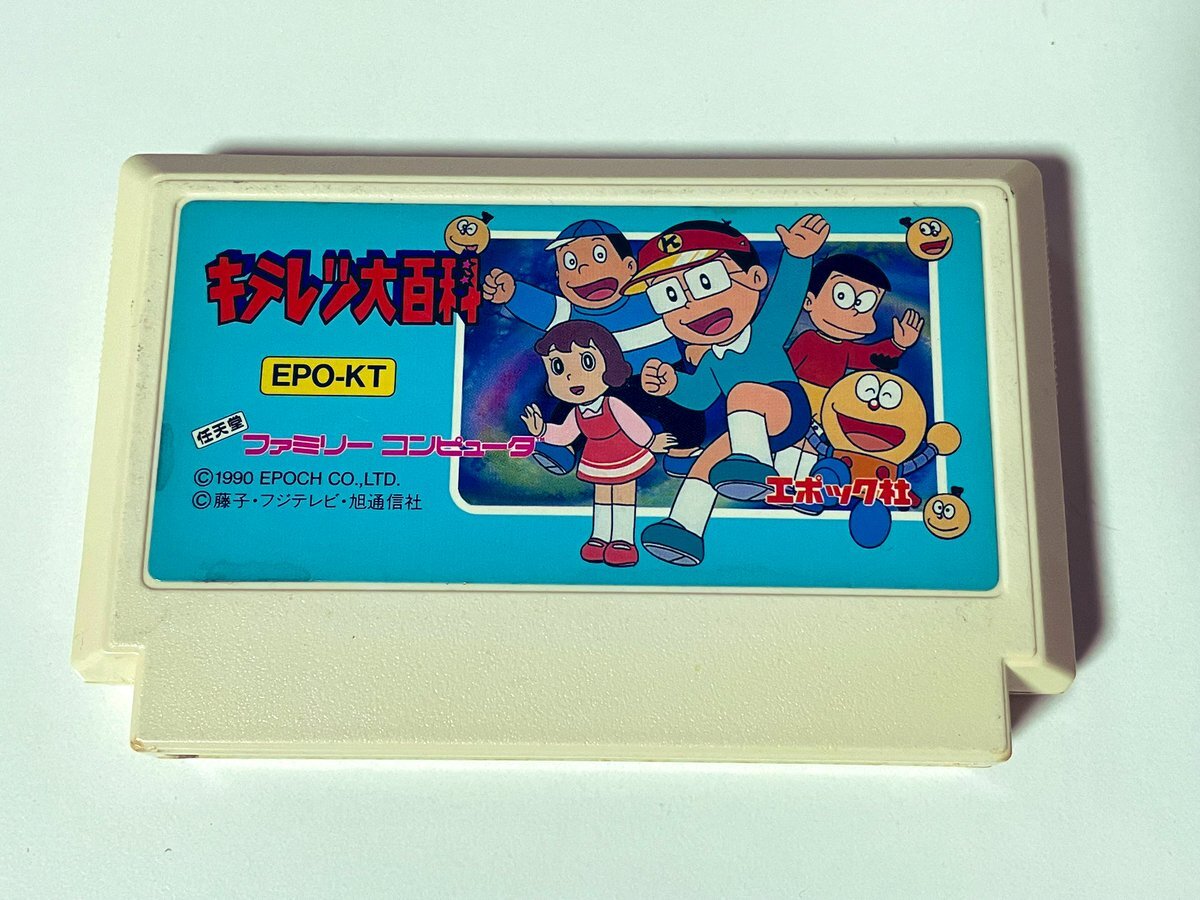 キテレツ大百科
EPO-KT
任天堂
ファミリー コンピュータ
©1990 EPOCH CO.,LTD.
©藤子・フジテレビ・旭通信社
K
エポック社